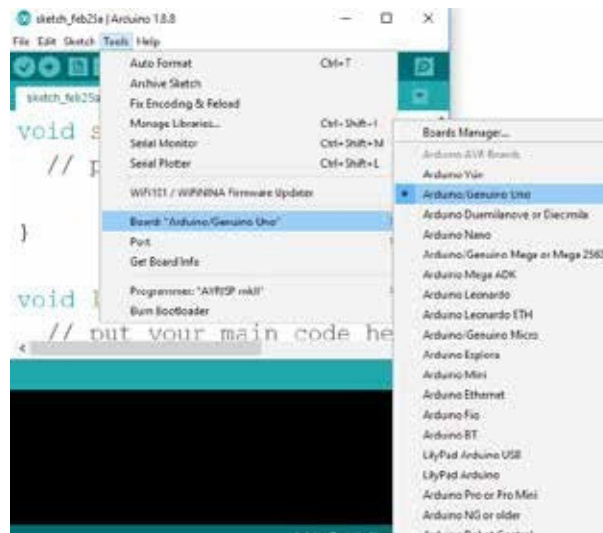 sketch_feb25a | Arduino 1.8.8
File Edit Sketch Tools Help
sketch_feb25a
void s
// p
}
void l
// put your main code he
Auto Format Ctrl+T
Archive Sketch
Fix Encoding & Reload
Manage Libraries... Ctrl+Shift+I
Serial Monitor Ctrl+Shift+M
Serial Plotter Ctrl+Shift+L
WiFi101 / WiFiNINA Firmware Updater
Board: "Arduino/Genuino Uno"
Port
Get Board Info
Programmer: "AVRISP mkII"
Burn Bootloader
Boards Manager...
Arduino AVR Boards
Arduino Yún
Arduino/Genuino Uno
Arduino Duemilanove or Diecimila
Arduino Nano
Arduino/Genuino Mega or Mega 2560
Arduino Mega ADK
Arduino Leonardo
Arduino Leonardo ETH
Arduino/Genuino Micro
Arduino Esplora
Arduino Mini
Arduino Ethernet
Arduino Fio
Arduino BT
LilyPad Arduino USB
LilyPad Arduino
Arduino Pro or Pro Mini
Arduino NG or older
Arduino Robot Control